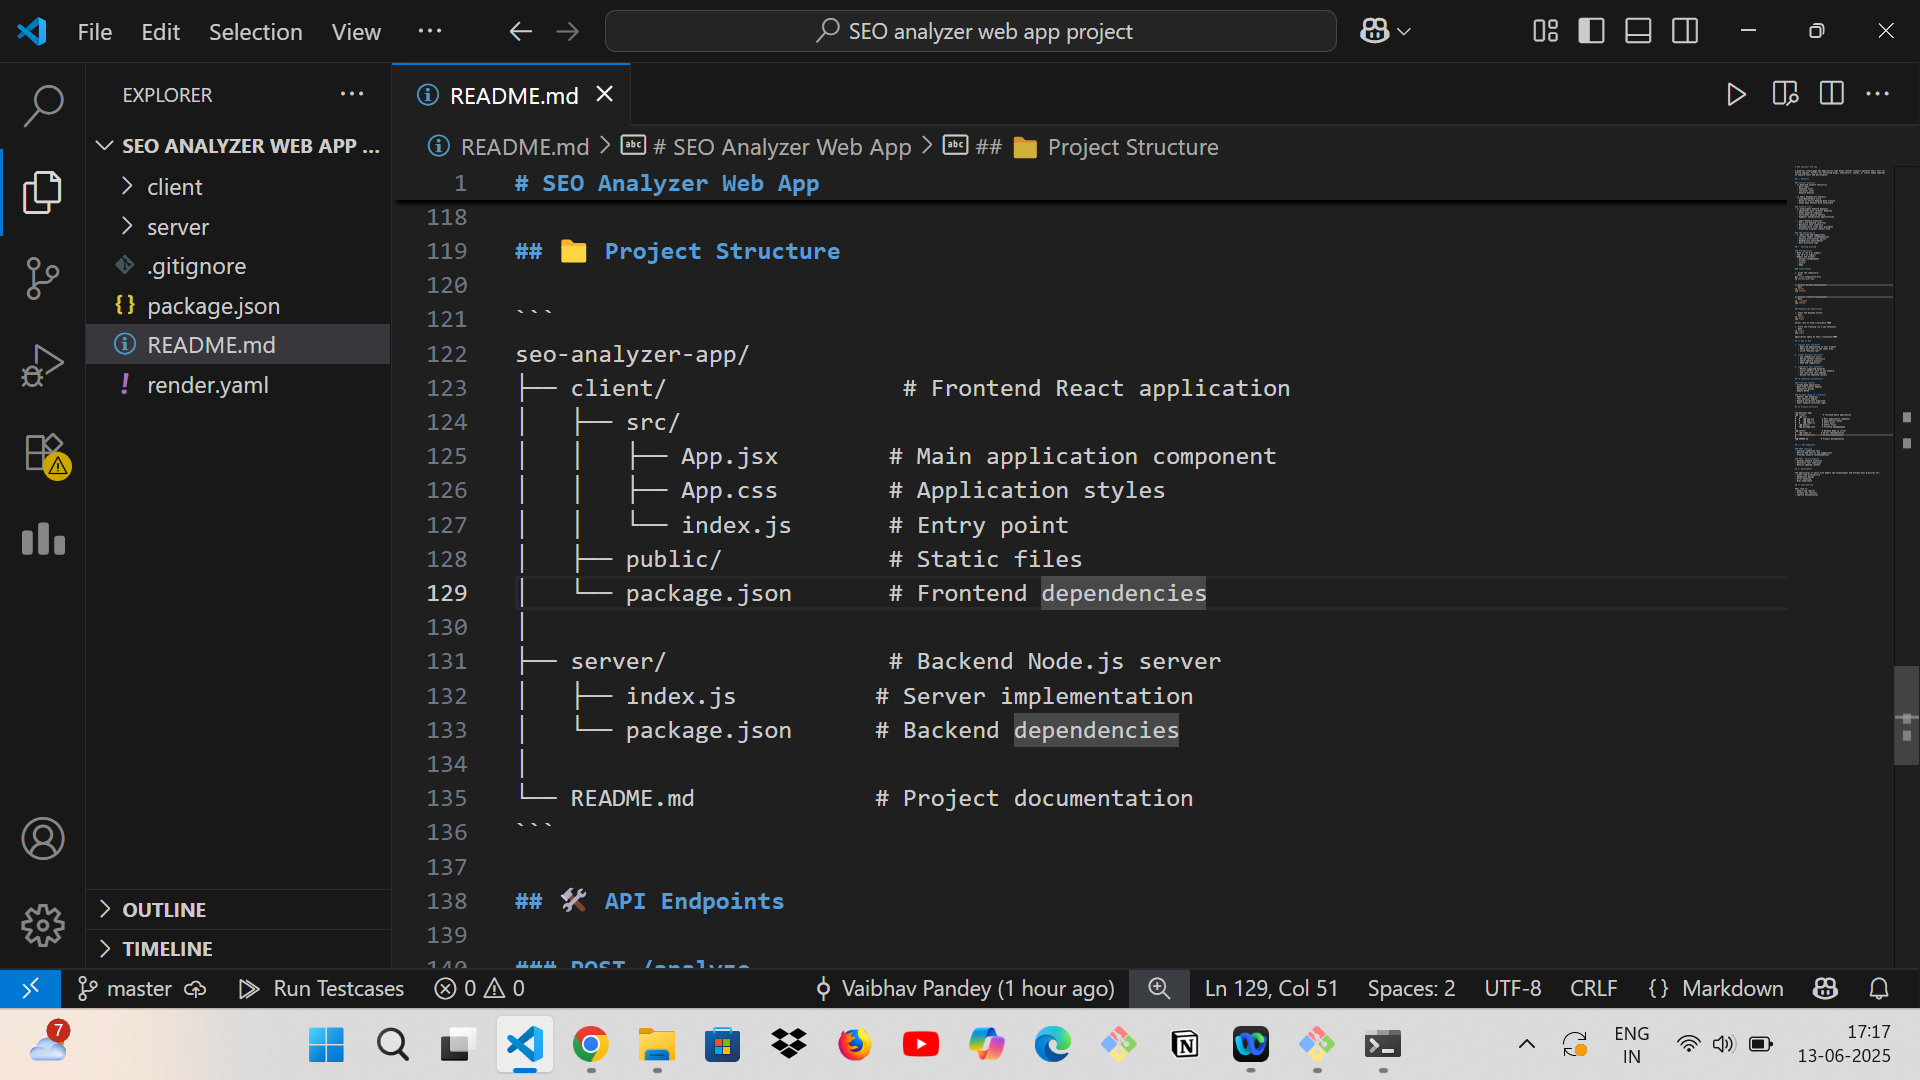 File Edit Selection View ··· SEO analyzer web app project
EXPLORER ···
SEO ANALYZER WEB APP ...
client
server
.gitignore
{} package.json
README.md
! render.yaml
OUTLINE
TIMELINE
README.md
README.md > # SEO Analyzer Web App > ## 📁 Project Structure
1 # SEO Analyzer Web App
118
119 ## 📁 Project Structure
120
121 ```
122 seo-analyzer-app/
123 ├── client/ # Frontend React application
124 │ ├── src/
125 │ │ ├── App.jsx # Main application component
126 │ │ ├── App.css # Application styles
127 │ │ └── index.js # Entry point
128 │ ├── public/ # Static files
129 │ └── package.json # Frontend dependencies
130 │
131 ├── server/ # Backend Node.js server
132 │ ├── index.js # Server implementation
133 │ └── package.json # Backend dependencies
134 │
135 └── README.md # Project documentation
136 ```
137
138 ## 🛠 API Endpoints
139
140 ### POST /analyze
master Run Testcases 0 0 Vaibhav Pandey (1 hour ago) Ln 129, Col 51 Spaces: 2 UTF-8 CRLF {} Markdown
7
ENG
IN
17:17
13-06-2025